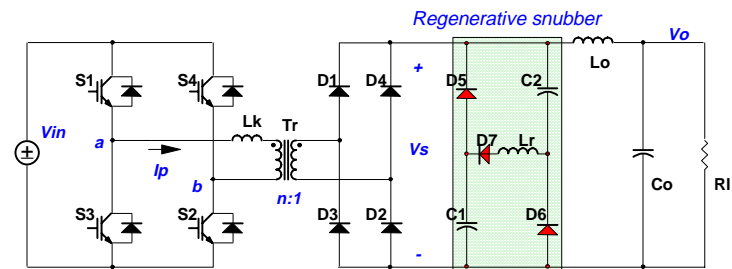 Regenerative snubber
Vo
Lo
S1
S4
D1
D4
+
D5
C2
Vin
Lk
Tr
a
Ip
b
n:1
Vs
D7
Lr
Co
Rl
S3
S2
D3
D2
C1
D6
-